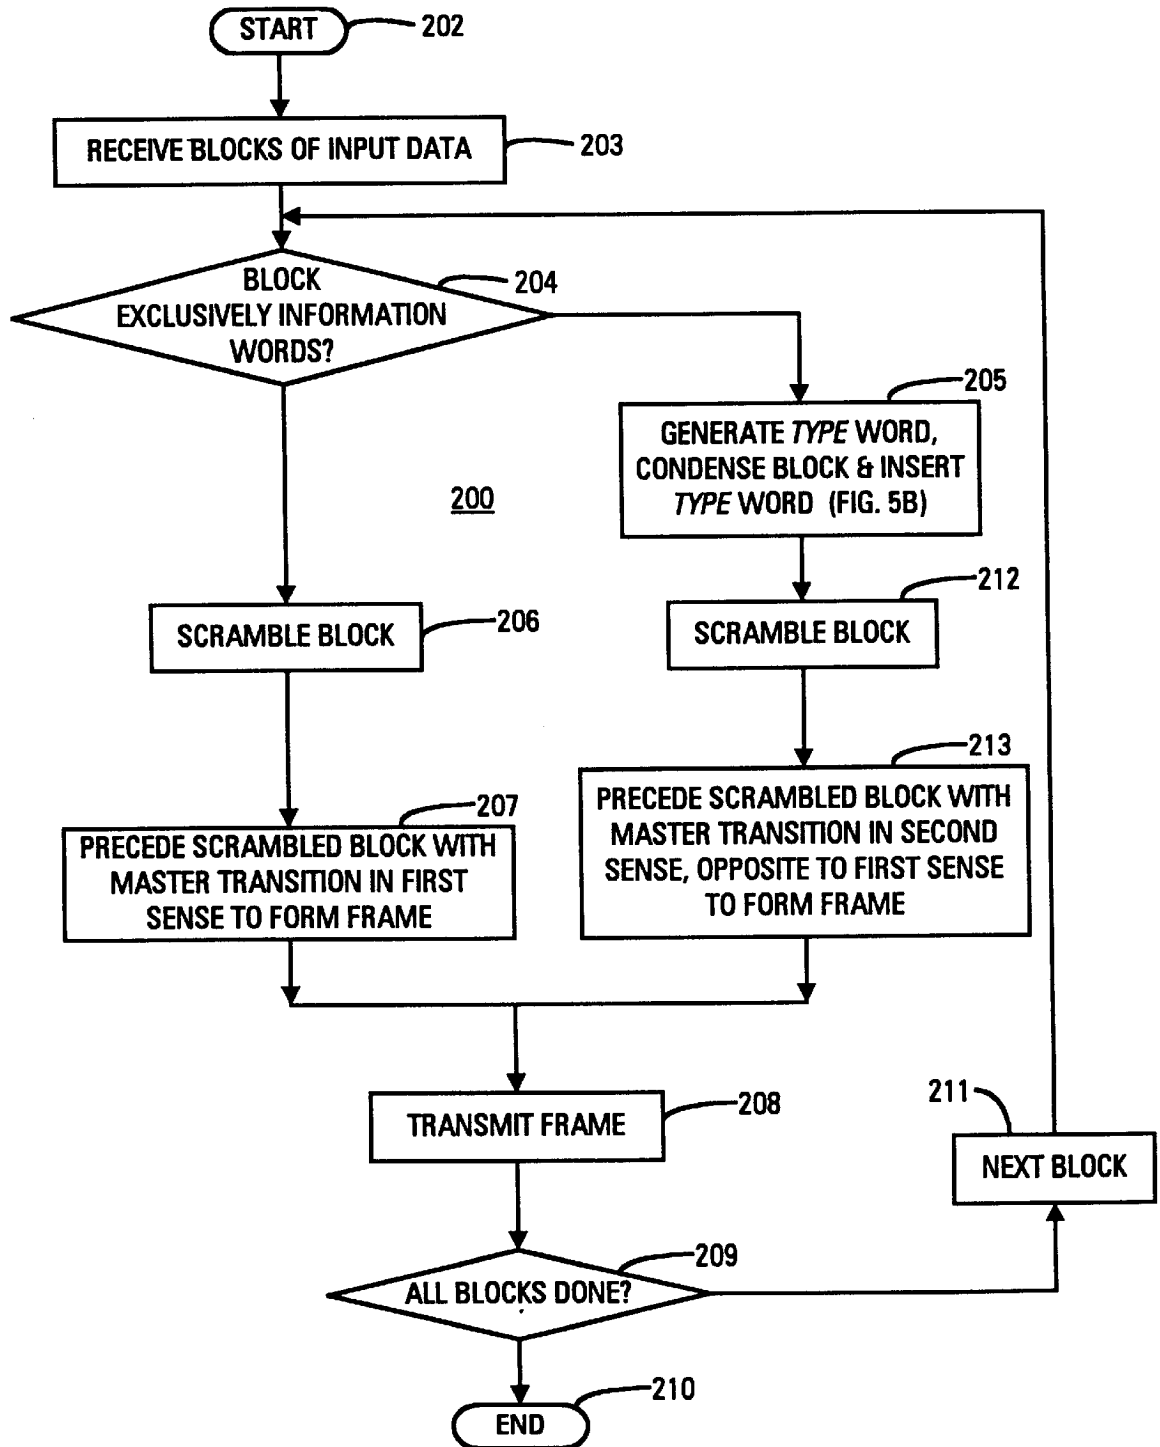 START
202
RECEIVE BLOCKS OF INPUT DATA
203
BLOCK
EXCLUSIVELY INFORMATION
WORDS?
204
205
GENERATE TYPE WORD,
CONDENSE BLOCK & INSERT
TYPE WORD (FIG. 5B)
200
SCRAMBLE BLOCK
206
212
SCRAMBLE BLOCK
207
PRECEDE SCRAMBLED BLOCK WITH
MASTER TRANSITION IN FIRST
SENSE TO FORM FRAME
213
PRECEDE SCRAMBLED BLOCK WITH
MASTER TRANSITION IN SECOND
SENSE, OPPOSITE TO FIRST SENSE
TO FORM FRAME
TRANSMIT FRAME
208
211
NEXT BLOCK
ALL BLOCKS DONE?
209
END
210